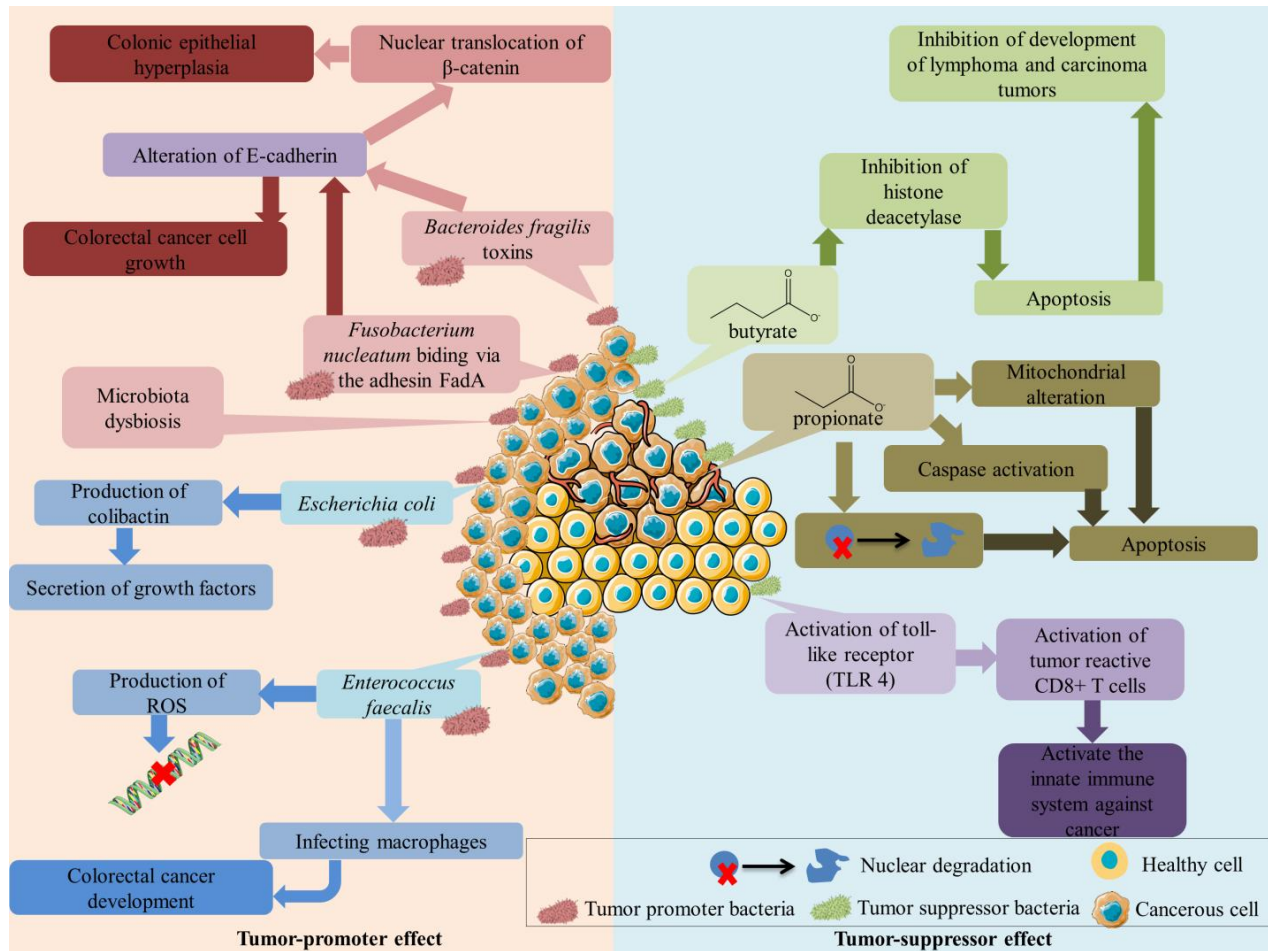 Colonic epithelial
hyperplasia
Nuclear translocation of
β-catenin
Alteration of E-cadherin
Colorectal cancer cell
growth
Bacteroides fragilis
toxins
Fusobacterium
nucleatum biding via
the adhesin FadA
Microbiota
dysbiosis
Production of
colibactin
Escherichia coli
Secretion of growth factors
Production of
ROS
Enterococcus
faecalis
Infecting macrophages
Colorectal cancer
development
Tumor-promoter effect
Inhibition of development
of lymphoma and carcinoma
tumors
Inhibition of
histone
deacetylase
Apoptosis
O
O-
butyrate
O
O-
propionate
Mitochondrial
alteration
Caspase activation
Apoptosis
Activation of toll-
like receptor
(TLR 4)
Activation of
tumor reactive
CD8+ T cells
Activate the
innate immune
system against
cancer
Nuclear degradation
Healthy cell
Tumor promoter bacteria
Tumor suppressor bacteria
Cancerous cell
Tumor-suppressor effect